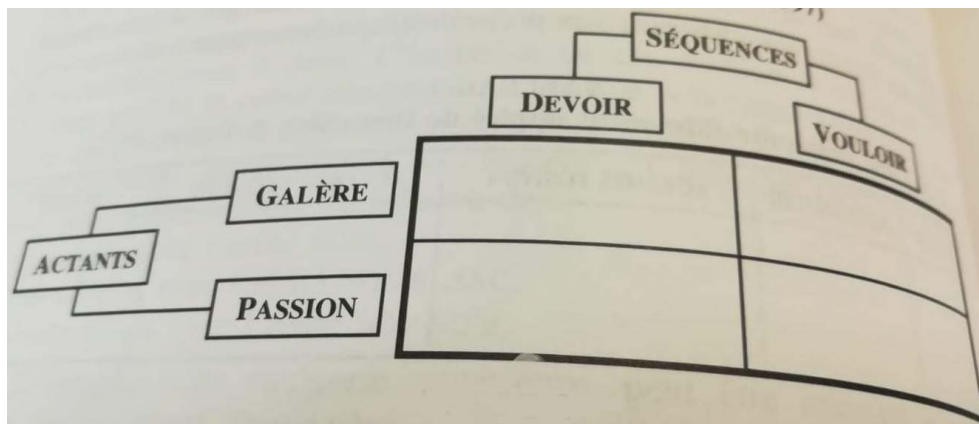 SÉQUENCES
DEVOIR
VOULOIR
GALÈRE
ACTANTS
PASSION